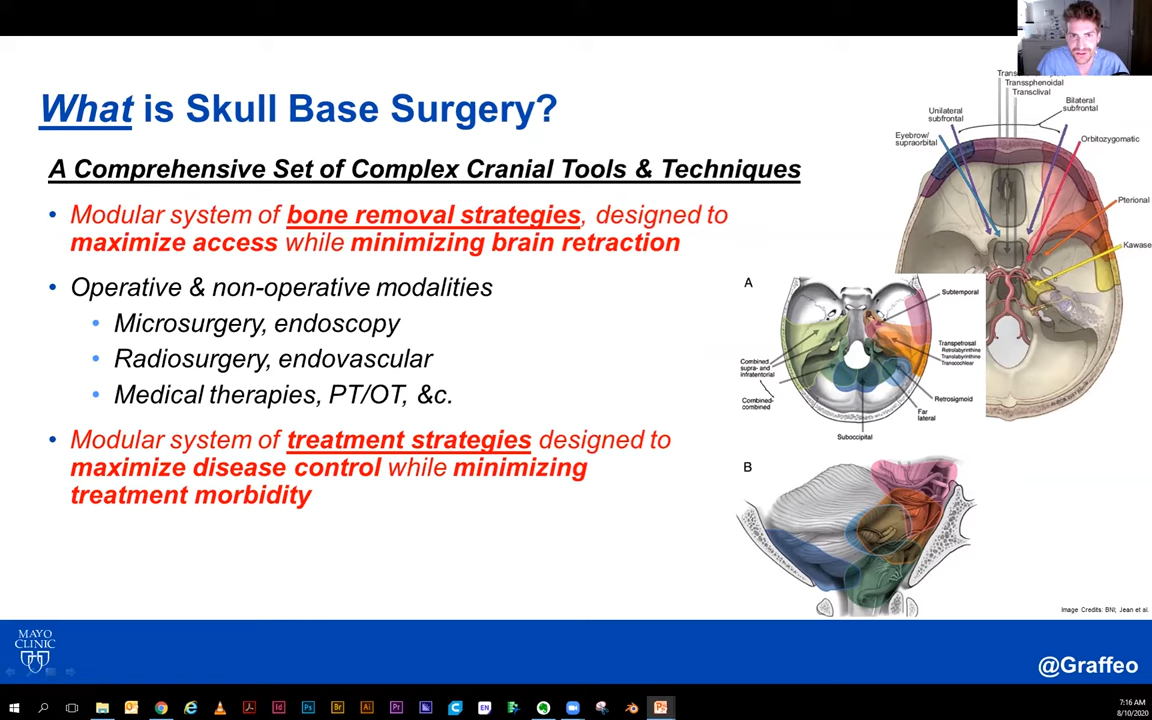 What is Skull Base Surgery?
A Comprehensive Set of Complex Cranial Tools & Techniques
• Modular system of bone removal strategies, designed to
maximize access while minimizing brain retraction
• Operative & non-operative modalities
• Microsurgery, endoscopy
• Radiosurgery, endovascular
• Medical therapies, PT/OT, &c.
• Modular system of treatment strategies designed to
maximize disease control while minimizing
treatment morbidity
Transsphenoidal
Transclival
Unilateral
subfrontal
Bilateral
subfrontal
Eyebrow/
supraorbital
Orbitozygomatic
Pterional
Kawase
A
Subtemporal
Transpetrosal
Retrolabyrinthine
Translabyrinthine
Transcochlear
Combined
supra- and
infratentorial
Combined-
combined
Retrosigmoid
Far
lateral
Suboccipital
B
Image Credits: BNI; Jean et al.
MAYO
CLINIC
@Graffeo
EN
7:16 AM
8/10/2020